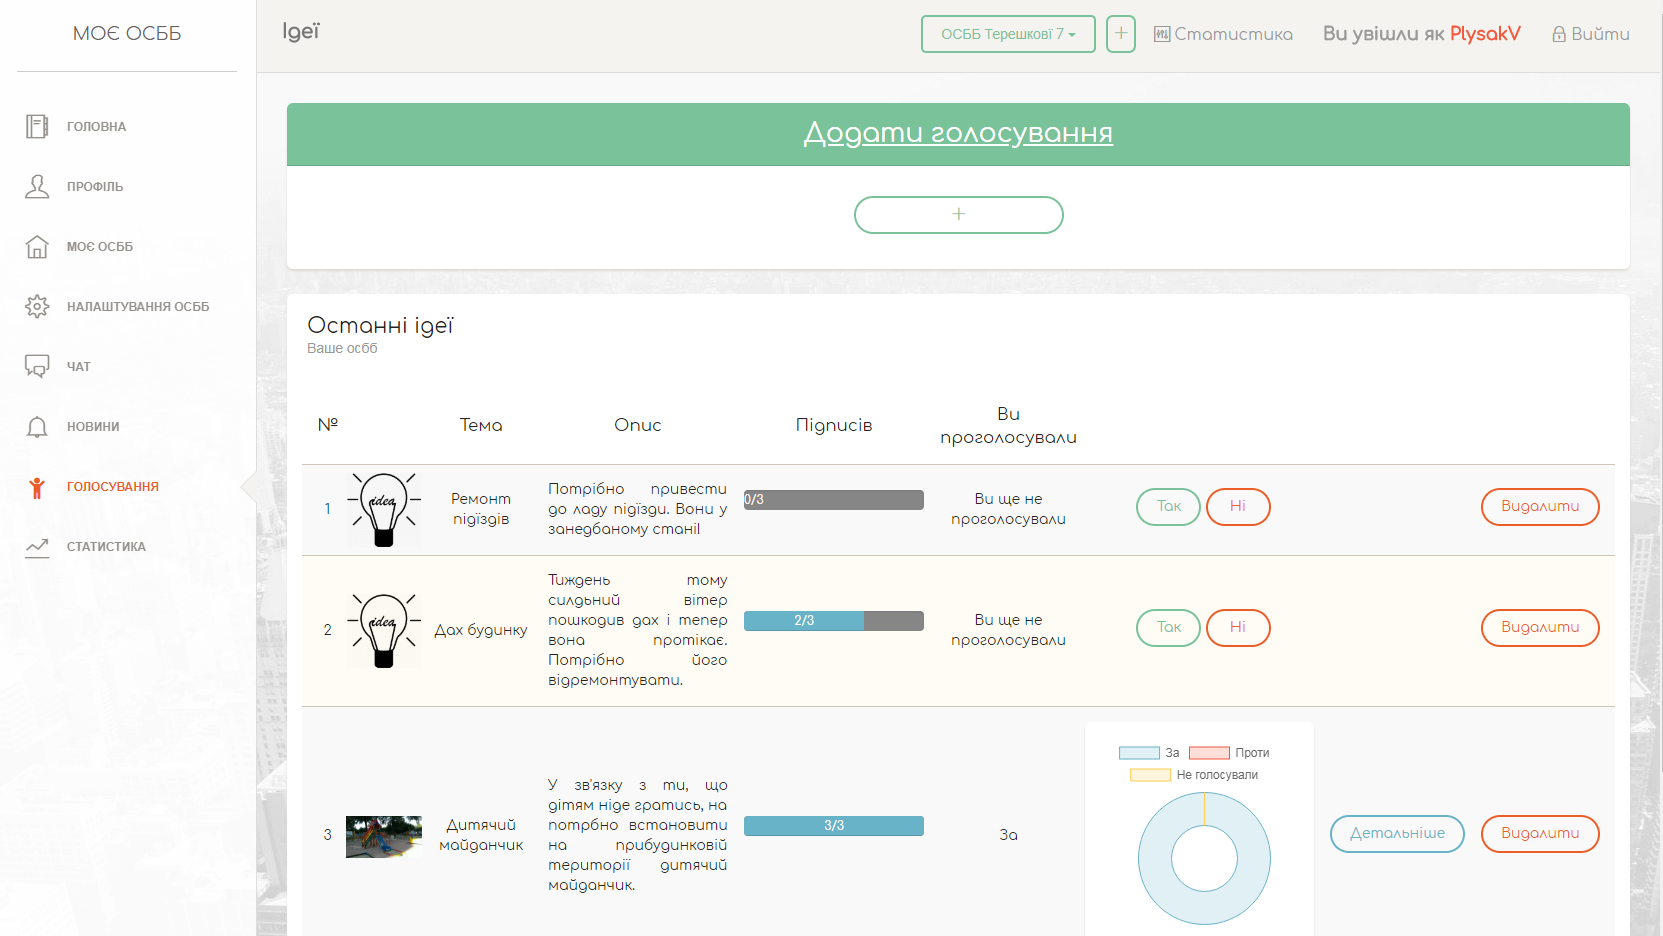 МОЄ ОСББ
Ідеї
ОСББ Терешкові 7
+
Статистика
Ви увійшли як PlysakV
Вийти
ГОЛОВНА
ПРОФІЛЬ
МОЄ ОСББ
НАЛАШТУВАННЯ ОСББ
ЧАТ
НОВИНИ
ГОЛОСУВАННЯ
СТАТИСТИКА
Додати голосування
+
Останні ідеї
Ваше осбб
№
Тема
Опис
Підписів
Ви
проголосували
1
idea
Ремонт
підїздів
Потрібно привести
до ладу підїзди. Вони у
занедбаному стані!
0/3
Ви ще не
проголосували
Так
Ні
Видалити
2
idea
Дах будинку
Тиждень тому
силдьний вітер
пошкодив дах і тепер
вона протікає.
Потрібно його
відремонтувати.
2/3
Ви ще не
проголосували
Так
Ні
Видалити
3
Дитячий
майданчик
У зв'язку з ти, що
дітям ніде гратись, на
потрбно встановити
на прибудинковій
території дитячий
майданчик.
3/3
За
За
Проти
Не голосували
Детальніше
Видалити